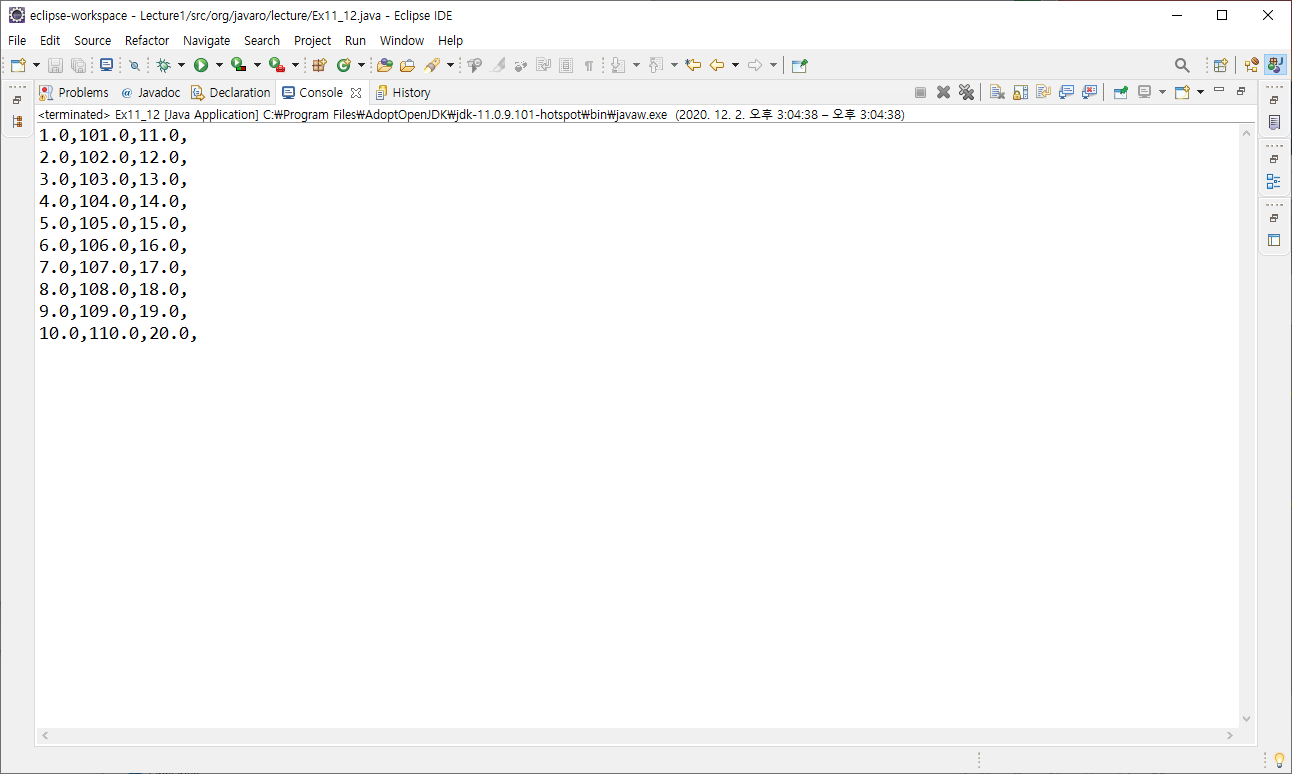 eclipse-workspace - Lecture1/src/org/javaro/lecture/Ex11_12.java - Eclipse IDE
File Edit Source Refactor Navigate Search Project Run Window Help
Problems @ Javadoc Declaration Console History
<terminated> Ex11_12 [Java Application] C:₩Program Files₩AdoptOpenJDK₩jdk-11.0.9.101-hotspot₩bin₩javaw.exe (2020. 12. 2. 오후 3:04:38 – 오후 3:04:38)
1.0,101.0,11.0,
2.0,102.0,12.0,
3.0,103.0,13.0,
4.0,104.0,14.0,
5.0,105.0,15.0,
6.0,106.0,16.0,
7.0,107.0,17.0,
8.0,108.0,18.0,
9.0,109.0,19.0,
10.0,110.0,20.0,